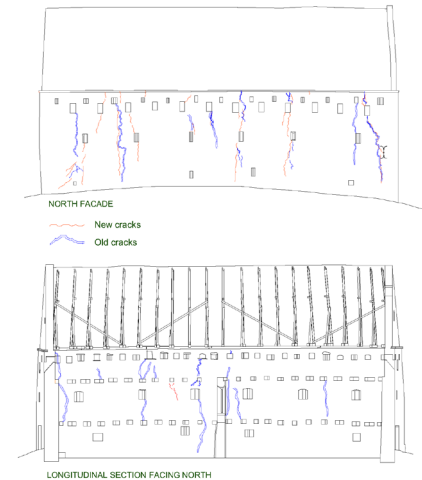 NORTH FACADE
New cracks
Old cracks
LONGITUDINAL SECTION FACING NORTH